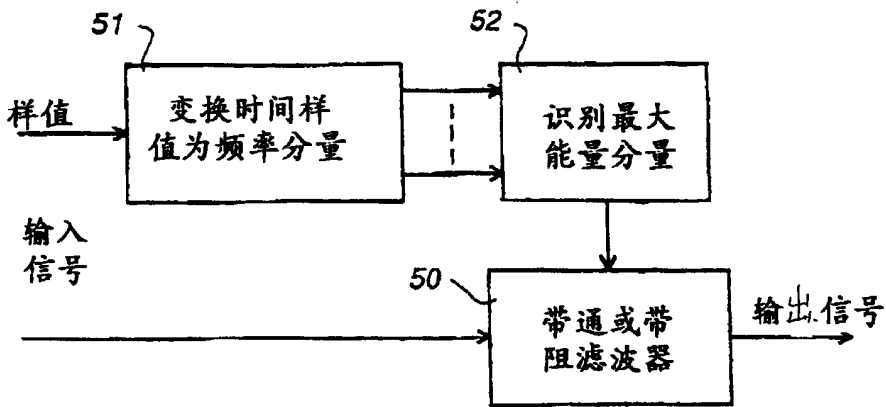 51
52
样值
变换时间样
值为频率分量
识别最大
能量分量
输入
信号
50
带通或带
阻滤波器
输出信号